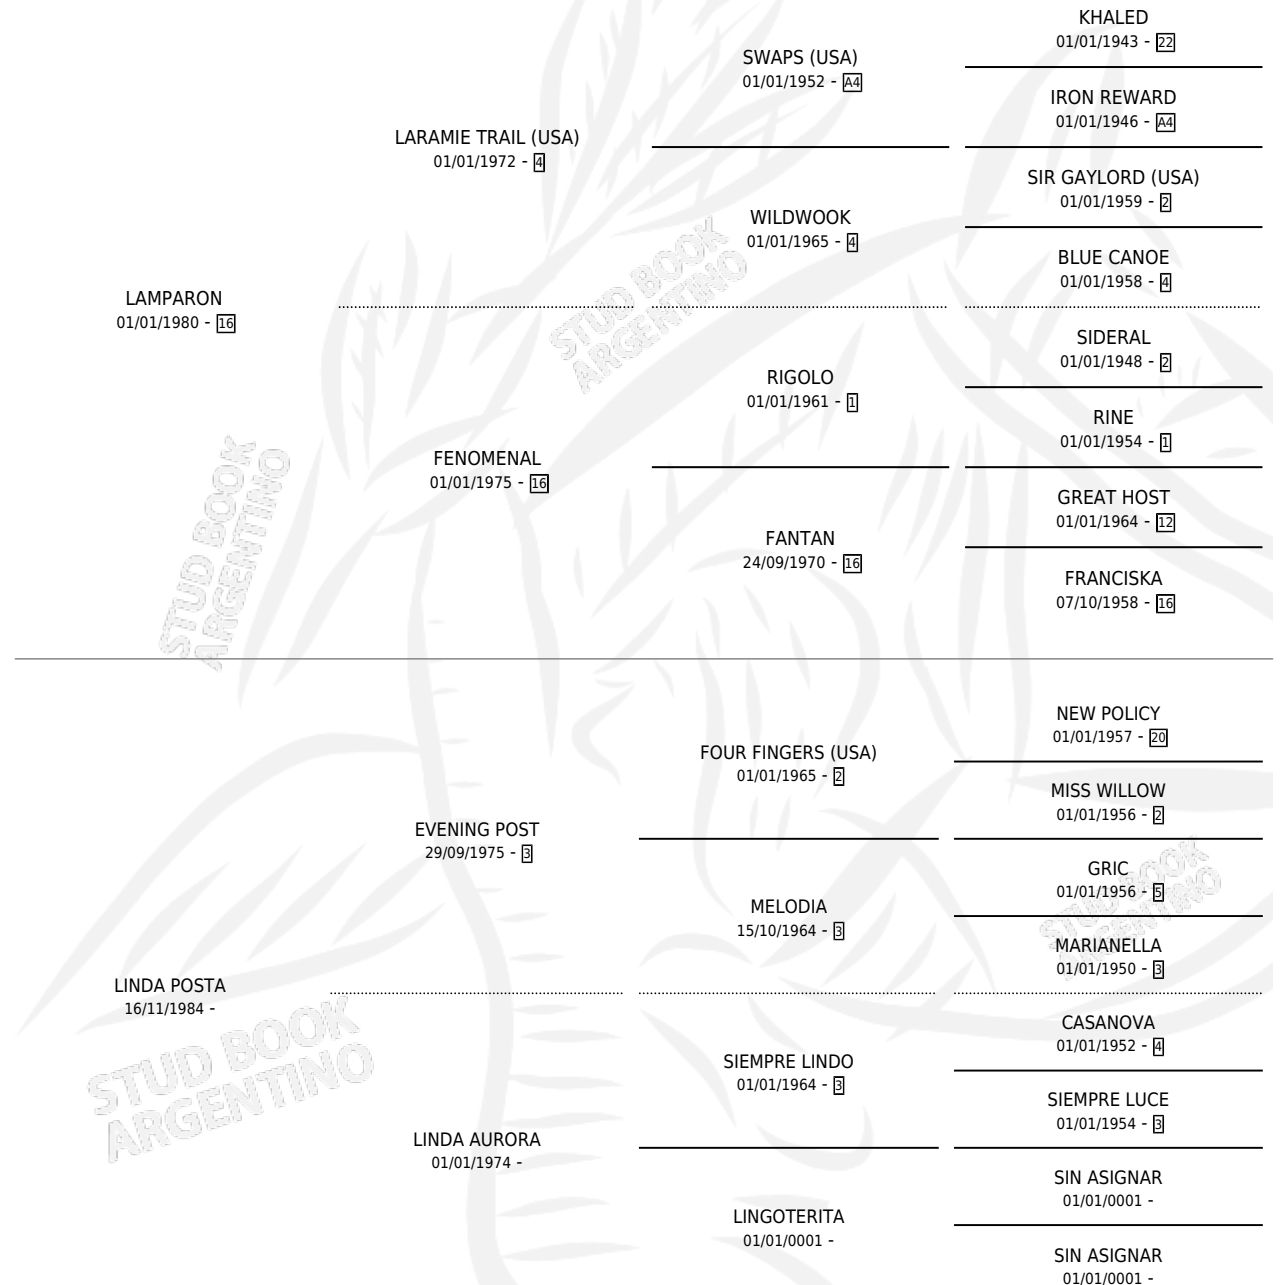 KHALED
01/01/1943 - 22
SWAPS (USA)
01/01/1952 - A4
IRON REWARD
01/01/1946 - A4
LARAMIE TRAIL (USA)
01/01/1972 - 4
SIR GAYLORD (USA)
01/01/1959 - 2
WILDWOOK
01/01/1965 - 4
BLUE CANOE
01/01/1958 - 4
LAMPARON
01/01/1980 - 16
SIDERAL
01/01/1948 - 2
RIGOLO
01/01/1961 - 1
RINE
01/01/1954 - 1
FENOMENAL
01/01/1975 - 16
GREAT HOST
01/01/1964 - 12
FANTAN
24/09/1970 - 16
FRANCISKA
07/10/1958 - 16
NEW POLICY
01/01/1957 - 20
FOUR FINGERS (USA)
01/01/1965 - 2
MISS WILLOW
01/01/1956 - 2
EVENING POST
29/09/1975 - 3
GRIC
01/01/1956 - 5
MELODIA
15/10/1964 - 3
MARIANELLA
01/01/1950 - 3
LINDA POSTA
16/11/1984 -
CASANOVA
01/01/1952 - 4
SIEMPRE LINDO
01/01/1964 - 3
SIEMPRE LUCE
01/01/1954 - 3
LINDA AURORA
01/01/1974 -
SIN ASIGNAR
01/01/0001 -
LINGOTERITA
01/01/0001 -
SIN ASIGNAR
01/01/0001 -
STUD BOOK
ARGENTINO
STUD BOOK
ARGENTINO
STUD BOOK
ARGENTINO
STUD BOOK
ARGENTINO